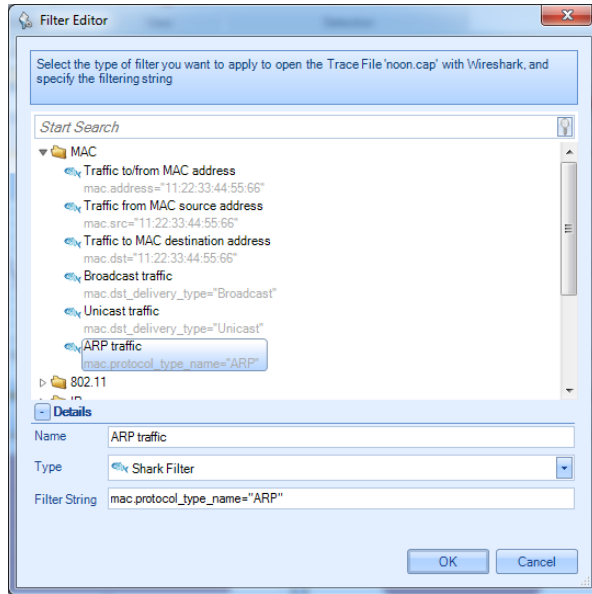 Filter Editor
Select the type of filter you want to apply to open the Trace File 'noon.cap' with Wireshark, and
specify the filtering string
Start Search
MAC
Traffic to/from MAC address
mac.address="11:22:33:44:55:66"
Traffic from MAC source address
mac.src="11:22:33:44:55:66"
Traffic to MAC destination address
mac.dst="11:22:33:44:55:66"
Broadcast traffic
mac.dst_delivery_type="Broadcast"
Unicast traffic
mac.dst_delivery_type="Unicast"
ARP traffic
mac.protocol_type_name="ARP"
802.11
Details
Name ARP traffic
Type Shark Filter
Filter String mac.protocol_type_name="ARP"
OK Cancel